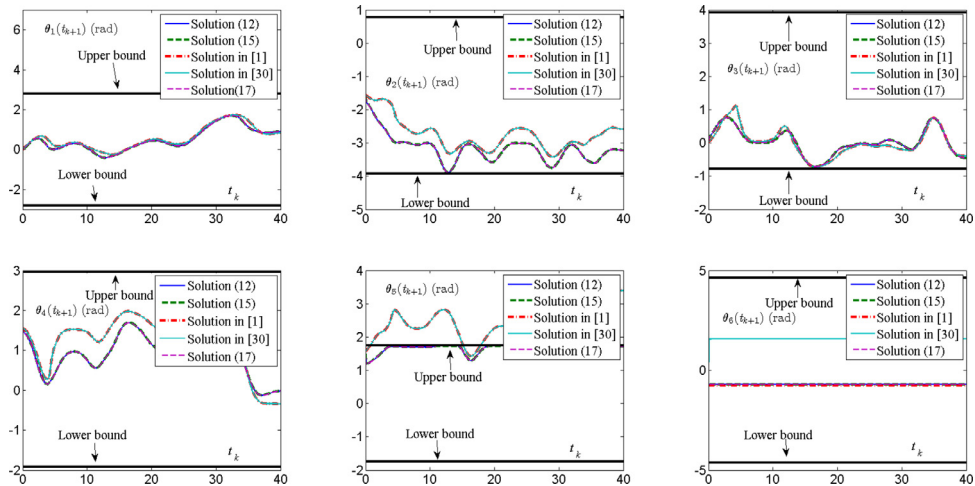 θ1(tk+1) (rad)
Upper bound
Lower bound
tk
Solution (12)
Solution (15)
Solution in [1]
Solution in [30]
Solution(17)
6
4
2
0
-2
0 10 20 30 40
θ2(tk+1) (rad)
Upper bound
Lower bound
tk
Solution (12)
Solution (15)
Solution in [1]
Solution in [30]
Solution (17)
1
0
-1
-2
-3
-4
-5
0 10 20 30 40
θ3(tk+1) (rad)
Upper bound
Lower bound
tk
Solution (12)
Solution (15)
Solution in [1]
Solution in [30]
Solution (17)
4
3
2
1
0
-1
-2
0 10 20 30 40
θ4(tk+1) (rad)
Upper bound
Lower bound
tk
Solution (12)
Solution (15)
Solution in [1]
Solution in [30]
Solution (17)
3
2
1
0
-1
-2
0 10 20 30 40
θ5(tk+1) (rad)
Upper bound
Lower bound
tk
Solution (12)
Solution (15)
Solution in [1]
Solution in [30]
Solution (17)
4
3
2
1
0
-1
-2
0 10 20 30 40
θ6(tk+1) (rad)
Upper bound
Lower bound
tk
Solution (12)
Solution (15)
Solution in [1]
Solution in [30]
Solution (17)
5
0
-5
0 10 20 30 40